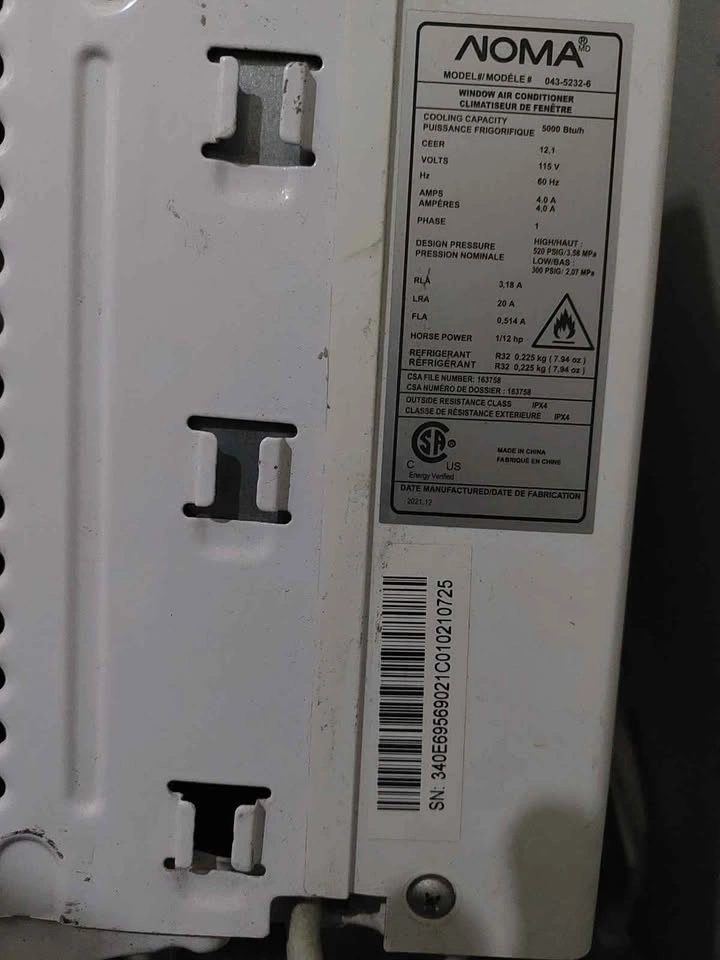 NOMA® MD
MODEL#/MODÈLE # 043-5232-6
WINDOW AIR CONDITIONER
CLIMATISEUR DE FENÊTRE
COOLING CAPACITY
PUISSANCE FRIGORIFIQUE 5000 Btu/h
CEER 12,1
VOLTS 115 V
Hz 60 Hz
AMPS 4.0 A
AMPÈRES 4.0 A
PHASE 1
DESIGN PRESSURE HIGH/HAUT :
PRESSION NOMINALE 520 PSIG/3.58 MPa
LOW/BAS :
300 PSIG/ 2,07 MPa
RLA 3,18 A
LRA 20 A
FLA 0,514 A
HORSE POWER 1/12 hp
REFRIGERANT R32 0.225 kg ( 7.94 oz )
RÉFRIGÉRANT R32 0,225 kg ( 7,94 oz )
CSA FILE NUMBER: 163758
CSA NUMÉRO DE DOSSIER : 163758
OUTSIDE RESISTANCE CLASS IPX4
CLASSE DE RÉSISTANCE EXTERIEURE IPX4
CSA®
C US
Energy Verified
MADE IN CHINA
FABRIQUÉ EN CHINE
DATE MANUFACTURED/DATE DE FABRICATION
2021.12
SN: 340E69569021C010210725